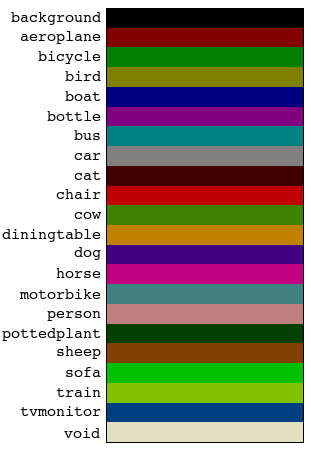 background
aeroplane
bicycle
bird
boat
bottle
bus
car
cat
chair
cow
diningtable
dog
horse
motorbike
person
pottedplant
sheep
sofa
train
tvmonitor
void